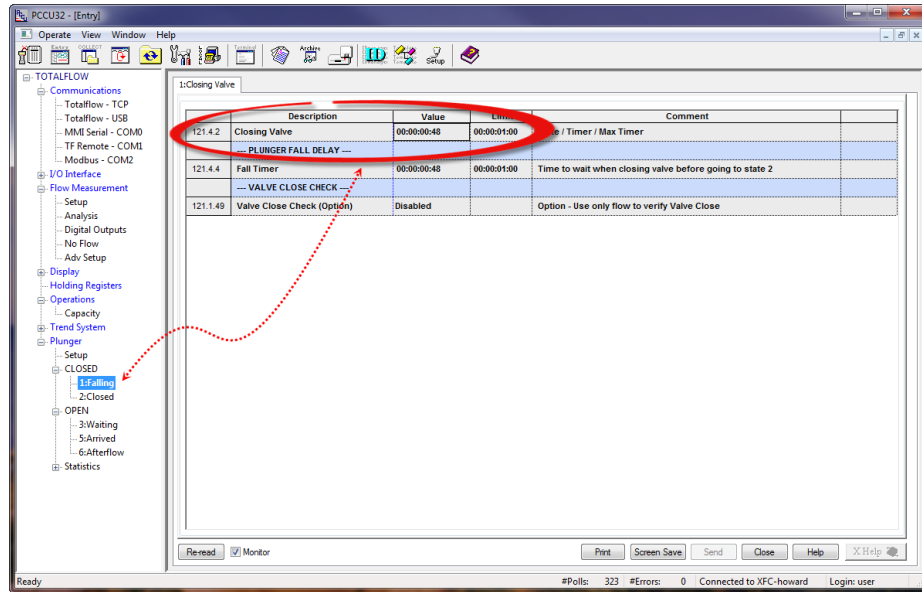 PCCU32 - [Entry]
Operate View Window Help
Entry COLLECT Terminal Archive
Setup
TOTALFLOW
Communications
Totalflow - TCP
Totalflow - USB
MMI Serial - COM0
TF Remote - COM1
Modbus - COM2
I/O Interface
Flow Measurement
Setup
Analysis
Digital Outputs
No Flow
Adv Setup
Display
Holding Registers
Operations
Capacity
Trend System
Plunger
Setup
CLOSED
1:Falling
2:Closed
OPEN
3:Waiting
5:Arrived
6:Afterflow
Statistics
1:Closing Valve
Description Value Comment
121.4.2 Closing Valve 00:00:00:48 00:00:01:00 / Timer / Max Timer
--- PLUNGER FALL DELAY ---
121.4.4 Fall Timer 00:00:00:48 00:00:01:00 Time to wait when closing valve before going to state 2
--- VALVE CLOSE CHECK ---
121.1.49 Valve Close Check (Option) Disabled Option - Use only flow to verify Valve Close
Re-read Monitor Print Screen Save Send Close Help X Help
Ready #Polls: 323 #Errors: 0 Connected to XFC-howard Login: user